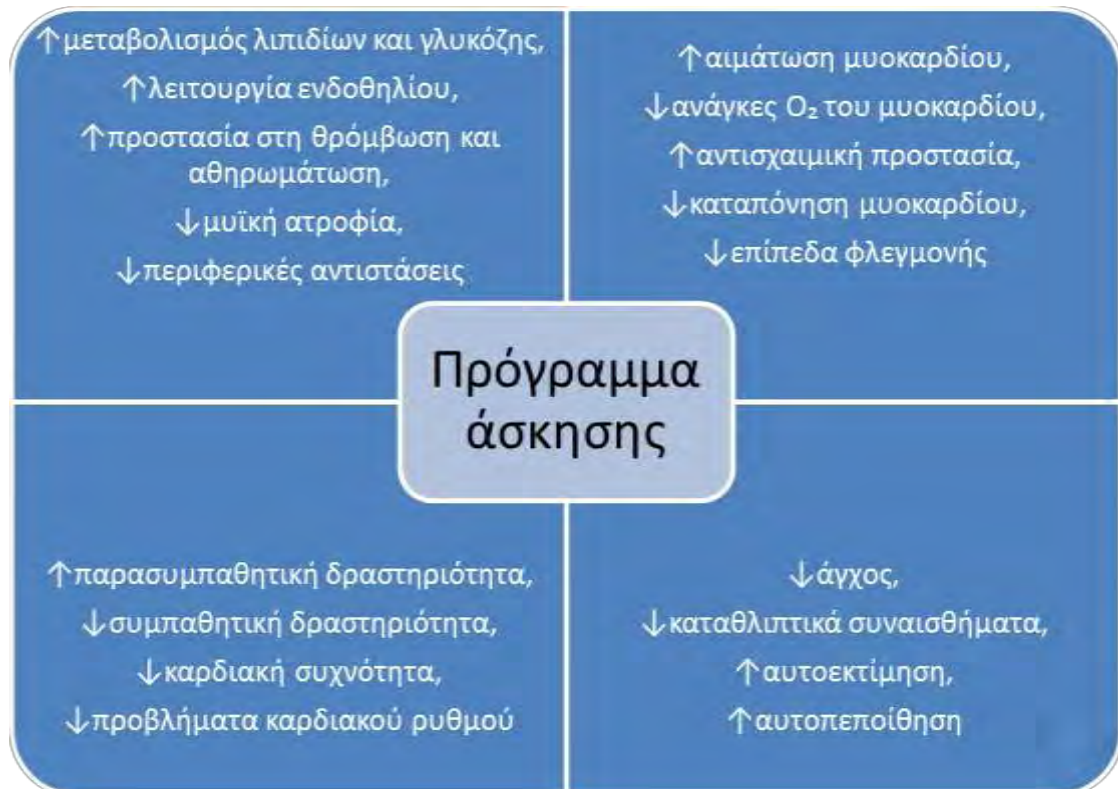 ↑μεταβολισμός λιπιδίων και γλυκόζης,
↑λειτουργία ενδοθηλίου,
↑προστασία στη θρόμβωση και
αθηρωμάτωση,
↓μυϊκή ατροφία,
↓περιφερικές αντιστάσεις
↑αιμάτωση μυοκαρδίου,
↓ανάγκες Ο₂ του μυοκαρδίου,
↑αντισχαιμική προστασία,
↓καταπόνηση μυοκαρδίου,
↓επίπεδα φλεγμονής
Πρόγραμμα
άσκησης
↑παρασυμπαθητική δραστηριότητα,
↓συμπαθητική δραστηριότητα,
↓καρδιακή συχνότητα,
↓προβλήματα καρδιακού ρυθμού
↓άγχος,
↓καταθλιπτικά συναισθήματα,
↑αυτοεκτίμηση,
↑αυτοπεποίθηση